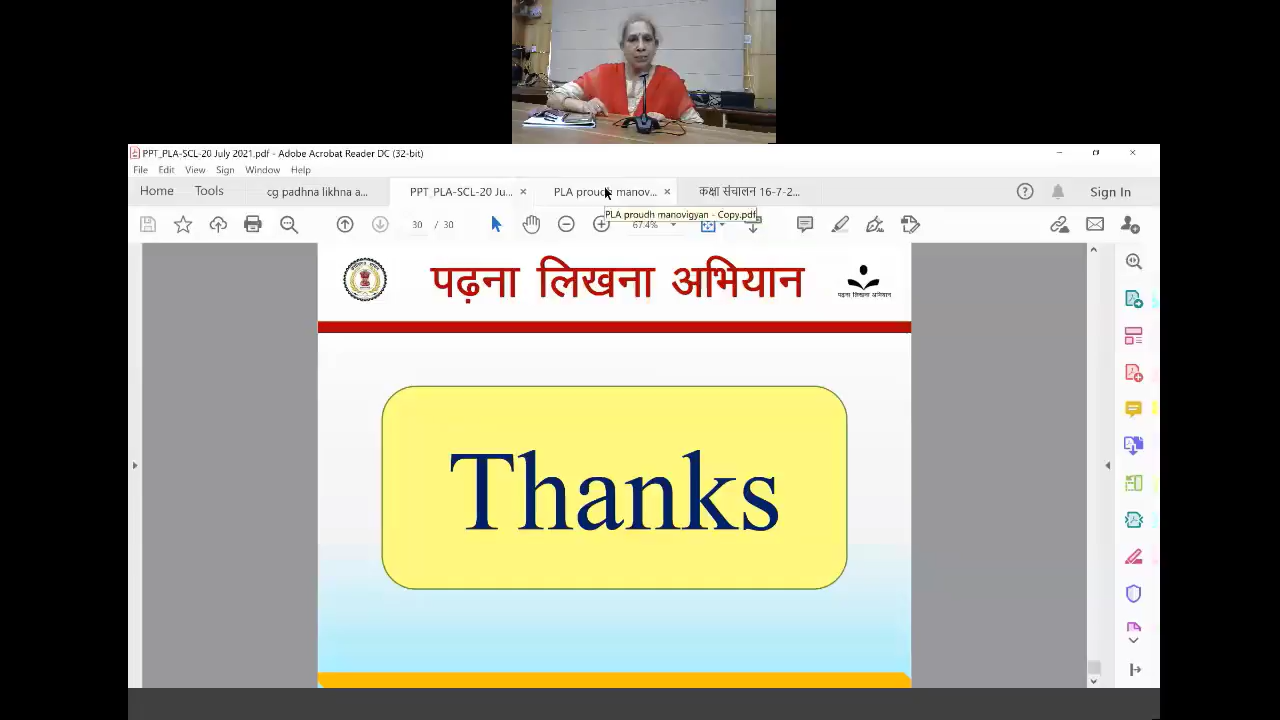 PPT_PLA-SCL-20 July 2021.pdf - Adobe Acrobat Reader DC (32-bit)
File Edit View Sign Window Help
Home Tools cg padhna likhna a... PPT_PLA-SCL-20 Ju... PLA proudh manov... कक्षा संचालन 16-7-2... Sign In
PLA proudh manovigyan - Copy.pdf
30 / 30 67.4%
पढ़ना लिखना अभियान
पढ़ना लिखना अभियान
Thanks